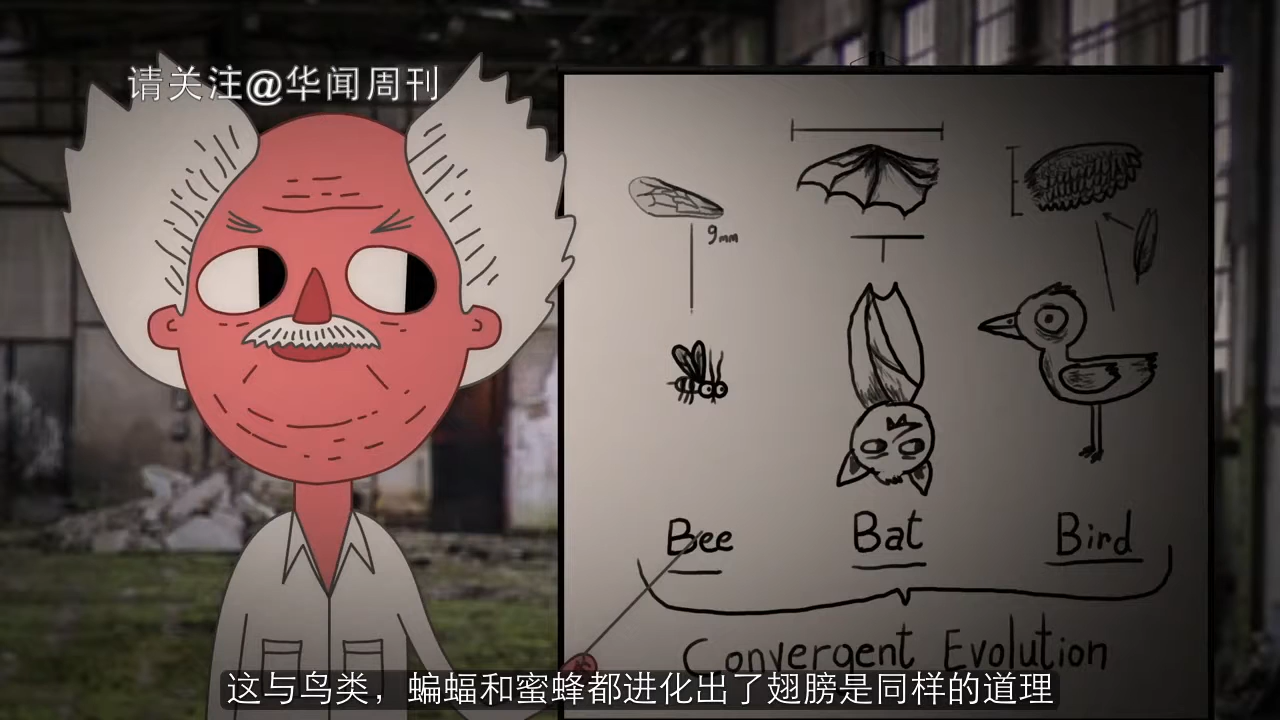 请关注@华闻周刊
9mm
Bee
Bat
Bird
Convergent Evolution
这与鸟类，蝙蝠和蜜蜂都进化出了翅膀是同样的道理